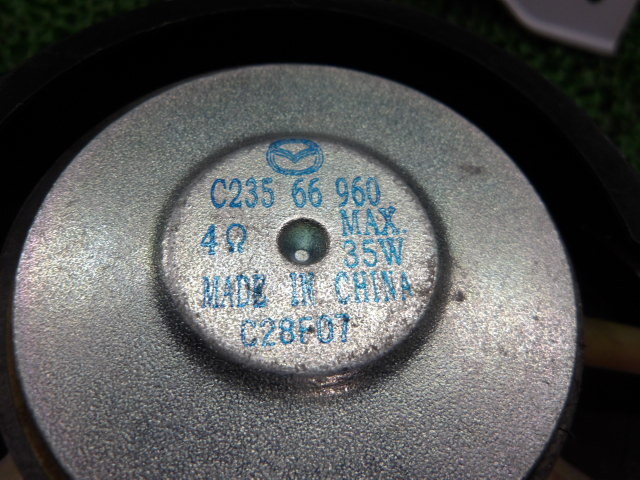 C235 66 960
4Ω MAX.
35W
MADE IN CHINA
C28F07